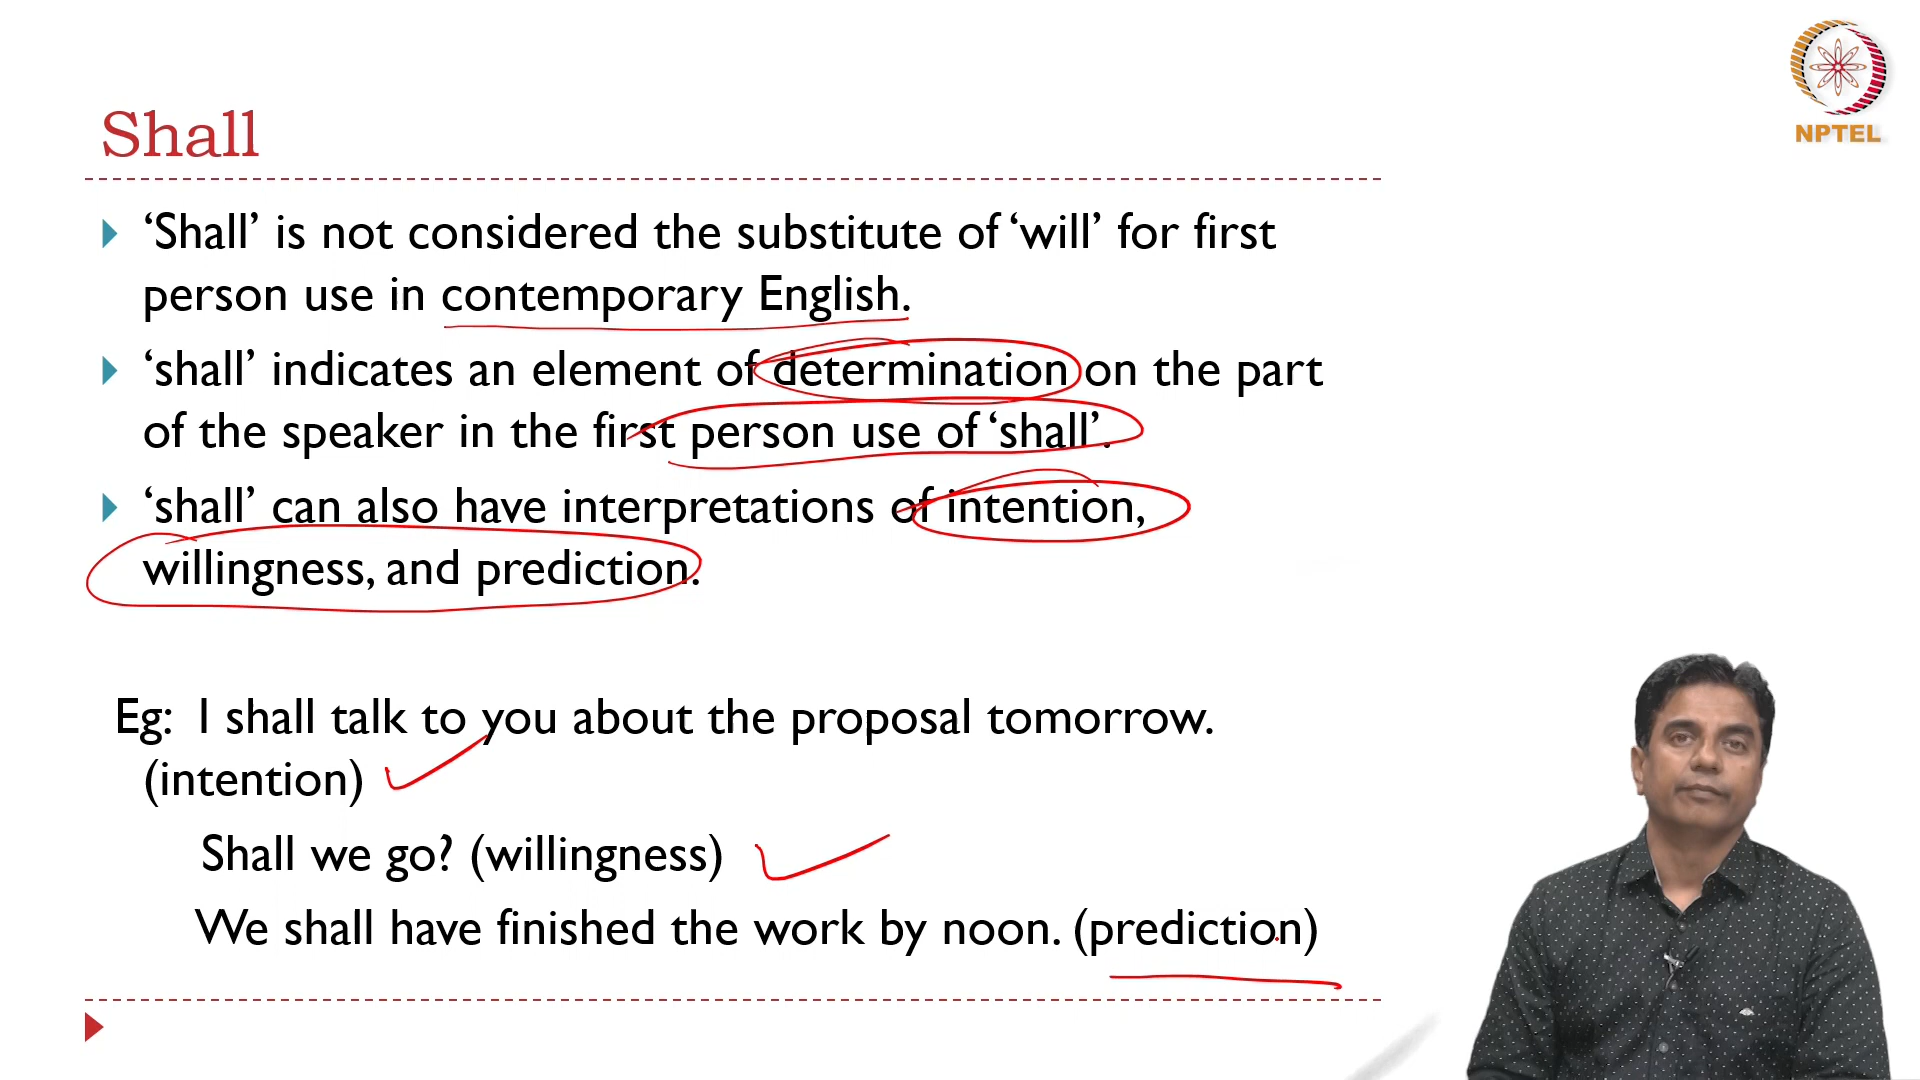 NPTEL
Shall
‘Shall’ is not considered the substitute of ‘will’ for first
person use in contemporary English.
‘shall’ indicates an element of determination on the part
of the speaker in the first person use of ‘shall’.
‘shall’ can also have interpretations of intention,
willingness, and prediction.
Eg: I shall talk to you about the proposal tomorrow.
(intention)
Shall we go? (willingness)
We shall have finished the work by noon. (prediction)